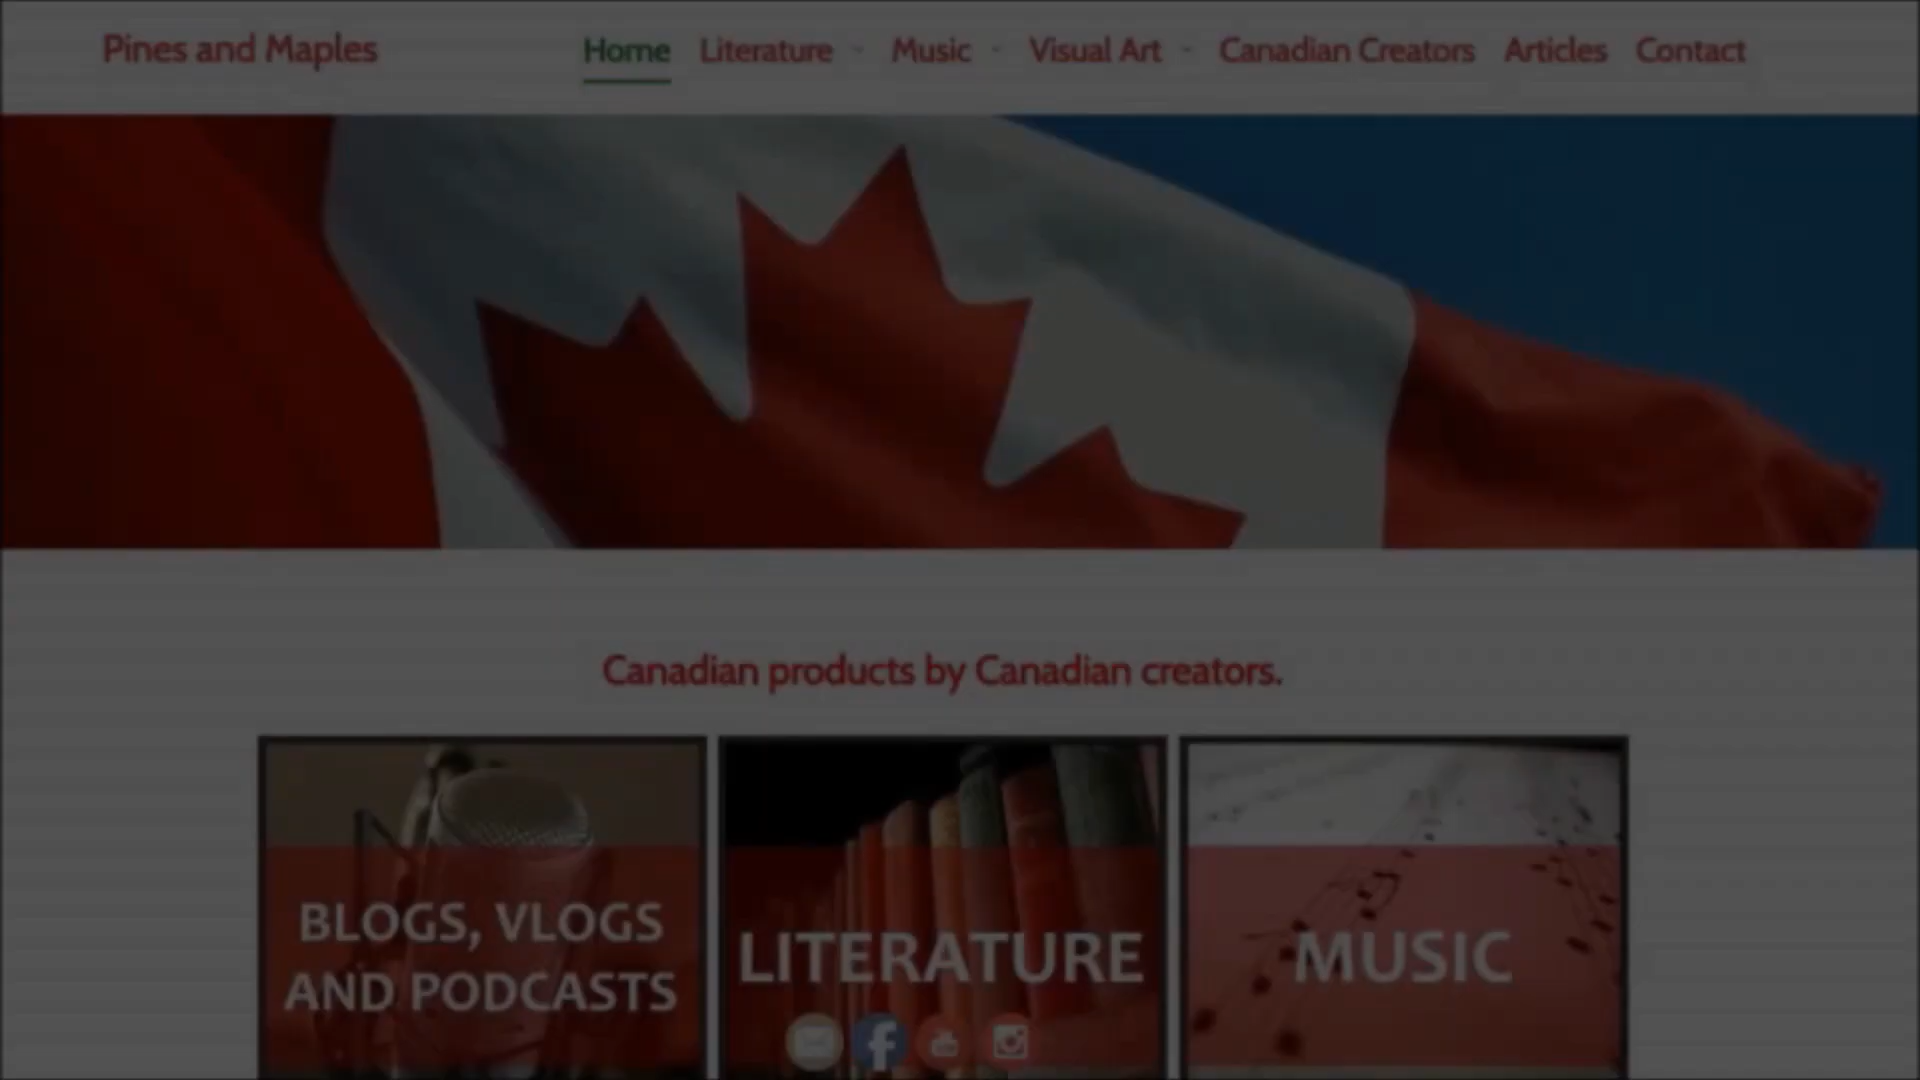 Pines and Maples
Home Literature Music Visual Art Canadian Creators Articles Contact
Canadian products by Canadian creators.
BLOGS, VLOGS
AND PODCASTS
LITERATURE
MUSIC